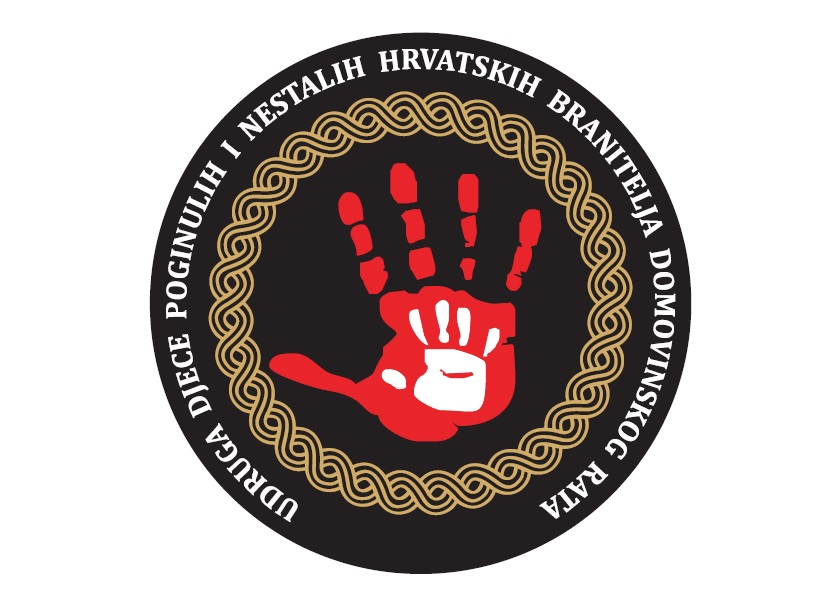 UDRUGA DJECE POGINULIH I NESTALIH HRVATSKIH BRANITELJA DOMOVINSKOG RATA